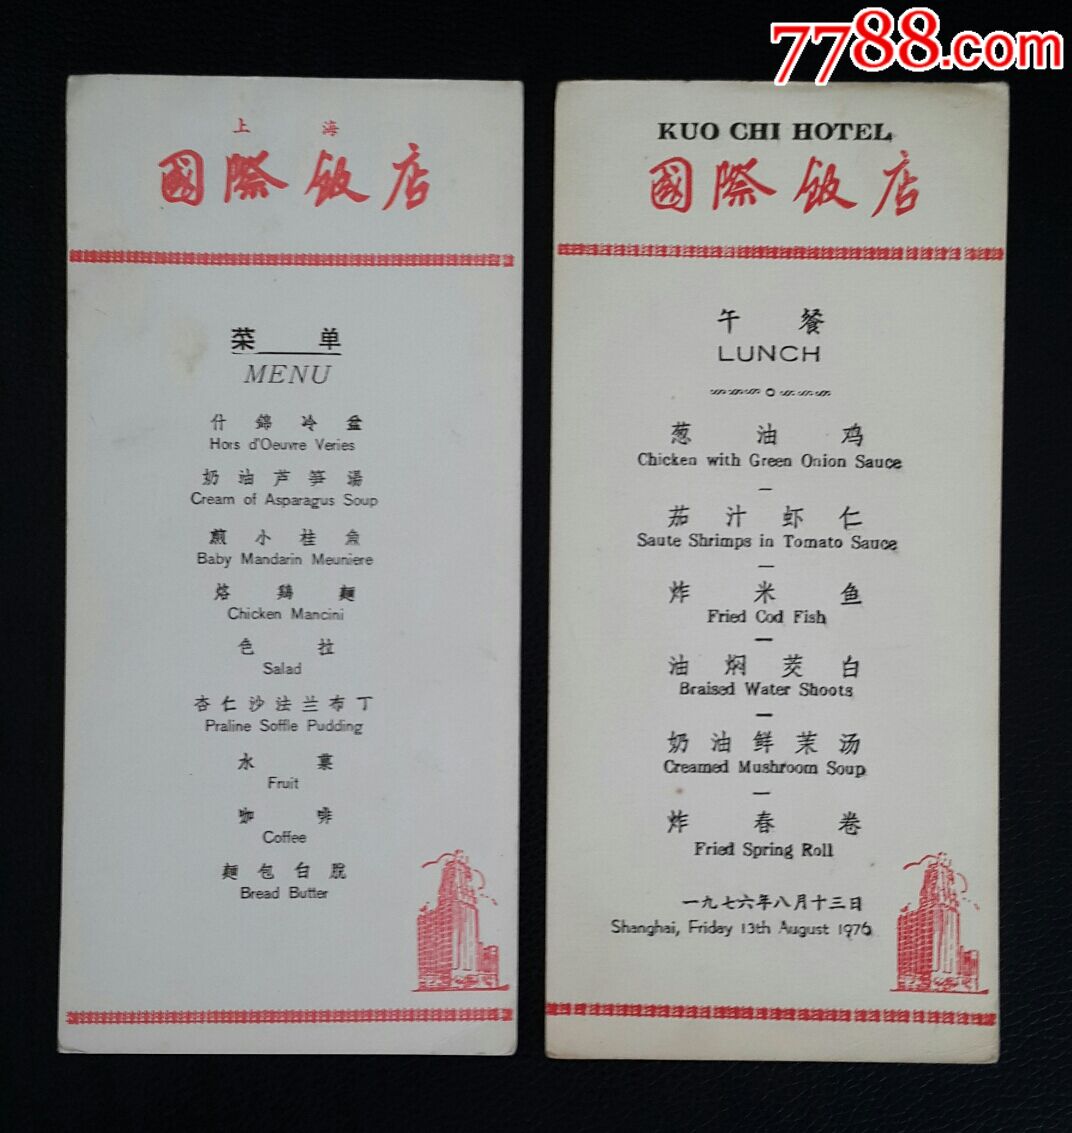 7788.com
上海
國際飯店
菜单
MENU
什錦冷盆
Hors d'Oeuvre Veries
奶油芦笋湯
Cream of Asparagus Soup
煎小桂魚
Baby Mandarin Meuniere
烙鷄麵
Chicken Mancini
色拉
Salad
杏仁沙法兰布丁
Praline Soffle Pudding
水菓
Fruit
咖啡
Coffee
麵包白脱
Bread Butter
KUO CHI HOTEL
國際飯店
午餐
LUNCH
葱油鸡
Chicken with Green Onion Sauce
茄汁虾仁
Saute Shrimps in Tomato Sauce
炸米鱼
Fried Cod Fish
油焖茭白
Braised Water Shoots
奶油鲜茉汤
Creamed Mushroom Soup
炸春卷
Fried Spring Roll
一九七六年八月十三日
Shanghai, Friday 13th August 1976